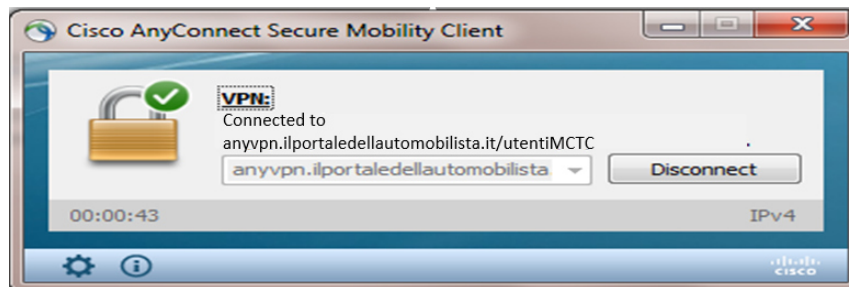 Cisco AnyConnect Secure Mobility Client
VPN:
Connected to
anyvpn.ilportaledellautomobilista.it/utentiMCTC .
anyvpn.ilportaledellautomobilista Disconnect
00:00:43 IPv4
CISCO